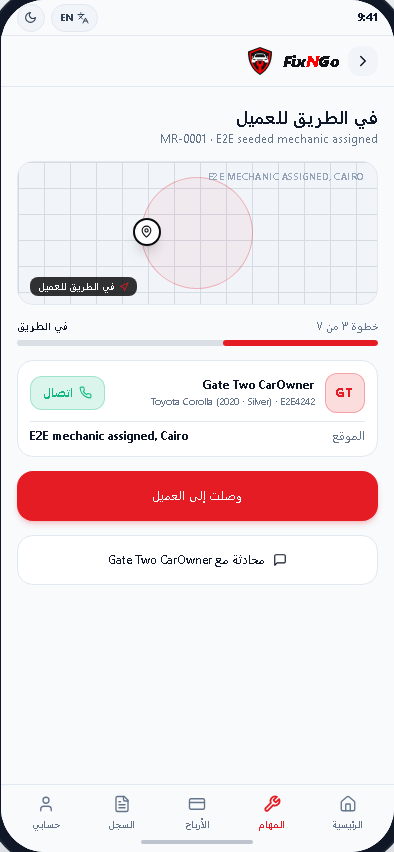 9:41
EN
FixNGo
في الطريق للعميل
MR-0001 · E2E seeded mechanic assigned
E2E MECHANIC ASSIGNED, CAIRO
في الطريق للعميل
خطوة ٣ من ٧
في الطريق
GT
Gate Two CarOwner
Toyota Corolla (2020 · Silver) · E2E4242
اتصال
الموقع
E2E mechanic assigned, Cairo
وصلت إلى العميل
محادثة مع Gate Two CarOwner
الرئيسية
المهام
الأرباح
السجل
حسابي